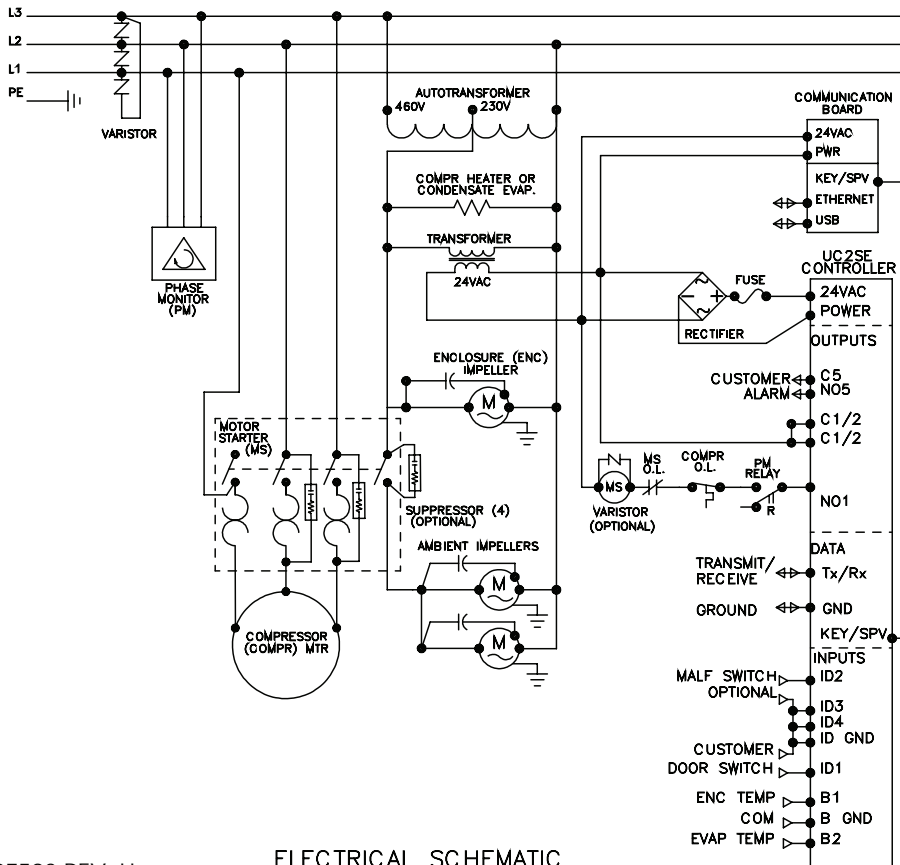 L3
L2
L1
PE
VARISTOR
AUTOTRANSFORMER
460V
230V
COMMUNICATION
BOARD
24VAC
PWR
KEY/SPV
ETHERNET
USB
COMPR HEATER OR
CONDENSATE EVAP.
TRANSFORMER
24VAC
PHASE
MONITOR
(PM)
UC2SE
CONTROLLER
FUSE
24VAC
POWER
RECTIFIER
OUTPUTS
ENCLOSURE (ENC)
IMPELLER
M
CUSTOMER
ALARM
C5
NO5
C1/2
C1/2
MOTOR
STARTER
(MS)
MS
O.L.
COMPR
O.L.
PM
RELAY
MS
R
NO1
VARISTOR
(OPTIONAL)
SUPPRESSOR (4)
(OPTIONAL)
AMBIENT IMPELLERS
M
M
DATA
TRANSMIT/
RECEIVE
Tx/Rx
GROUND
GND
KEY/SPV
COMPRESSOR
(COMPR) MTR
INPUTS
MALF SWITCH
OPTIONAL
ID2
ID3
ID4
ID GND
CUSTOMER
DOOR SWITCH
ID1
ENC TEMP
B1
COM
B GND
EVAP TEMP
B2
ELECTRICAL SCHEMATIC